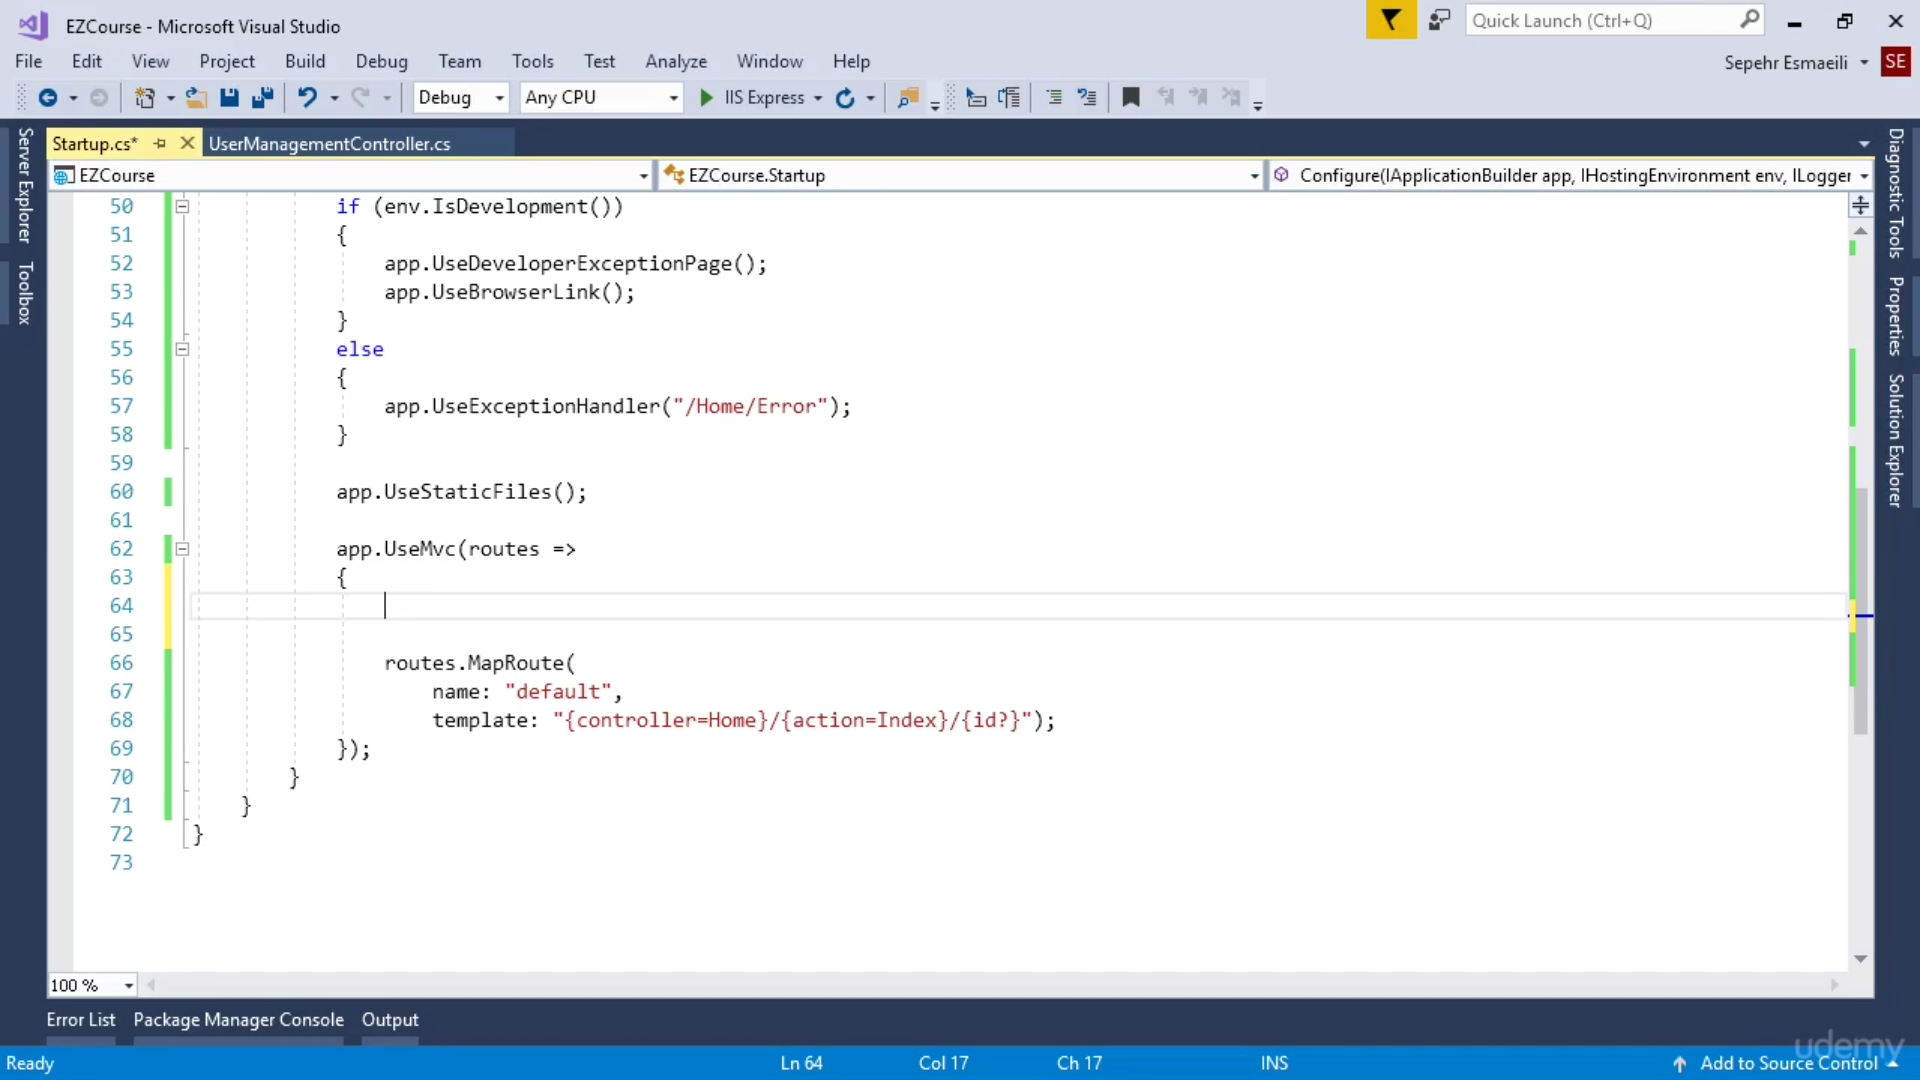 EZCourse - Microsoft Visual Studio
Quick Launch (Ctrl+Q)
File Edit View Project Build Debug Team Tools Test Analyze Window Help
Sepehr Esmaeili SE
Debug Any CPU IIS Express
Startup.cs* UserManagementController.cs
EZCourse EZCourse.Startup Configure(IApplicationBuilder app, IHostingEnvironment env, ILogger
Server Explorer
Toolbox
Diagnostic Tools
Properties
Solution Explorer
50 if (env.IsDevelopment())
51 {
52 app.UseDeveloperExceptionPage();
53 app.UseBrowserLink();
54 }
55 else
56 {
57 app.UseExceptionHandler("/Home/Error");
58 }
59
60 app.UseStaticFiles();
61
62 app.UseMvc(routes =>
63 {
64
65
66 routes.MapRoute(
67 name: "default",
68 template: "{controller=Home}/{action=Index}/{id?}");
69 });
70 }
71 }
72 }
73
100 %
Error List Package Manager Console Output
Ready Ln 64 Col 17 Ch 17 INS Add to Source Control
udemy